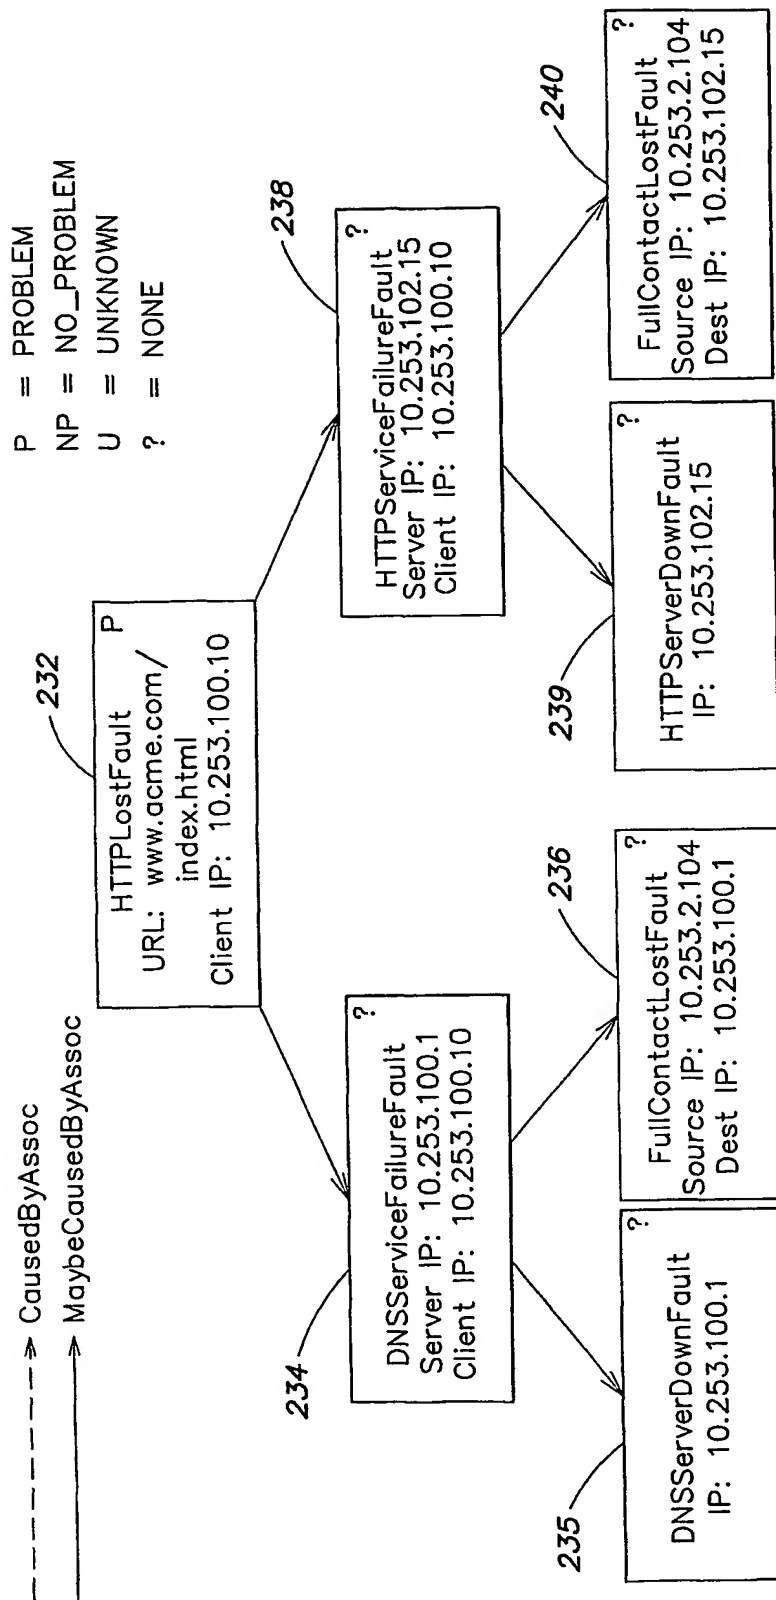 CausedByAssoc
MaybeCausedByAssoc
P = PROBLEM
NP = NO_PROBLEM
U = UNKNOWN
? = NONE
232
HTTPLostFault
URL: www.acme.com/
index.html
Client IP: 10.253.100.10
P
234
DNSServiceFailureFault
Server IP: 10.253.100.1
Client IP: 10.253.100.10
?
238
HTTPServiceFailureFault
Server IP: 10.253.102.15
Client IP: 10.253.100.10
?
235
DNSServerDownFault
IP: 10.253.100.1
?
236
FullContactLostFault
Source IP: 10.253.2.104
Dest IP: 10.253.100.1
?
239
HTTPServerDownFault
IP: 10.253.102.15
?
240
FullContactLostFault
Source IP: 10.253.2.104
Dest IP: 10.253.102.15
?